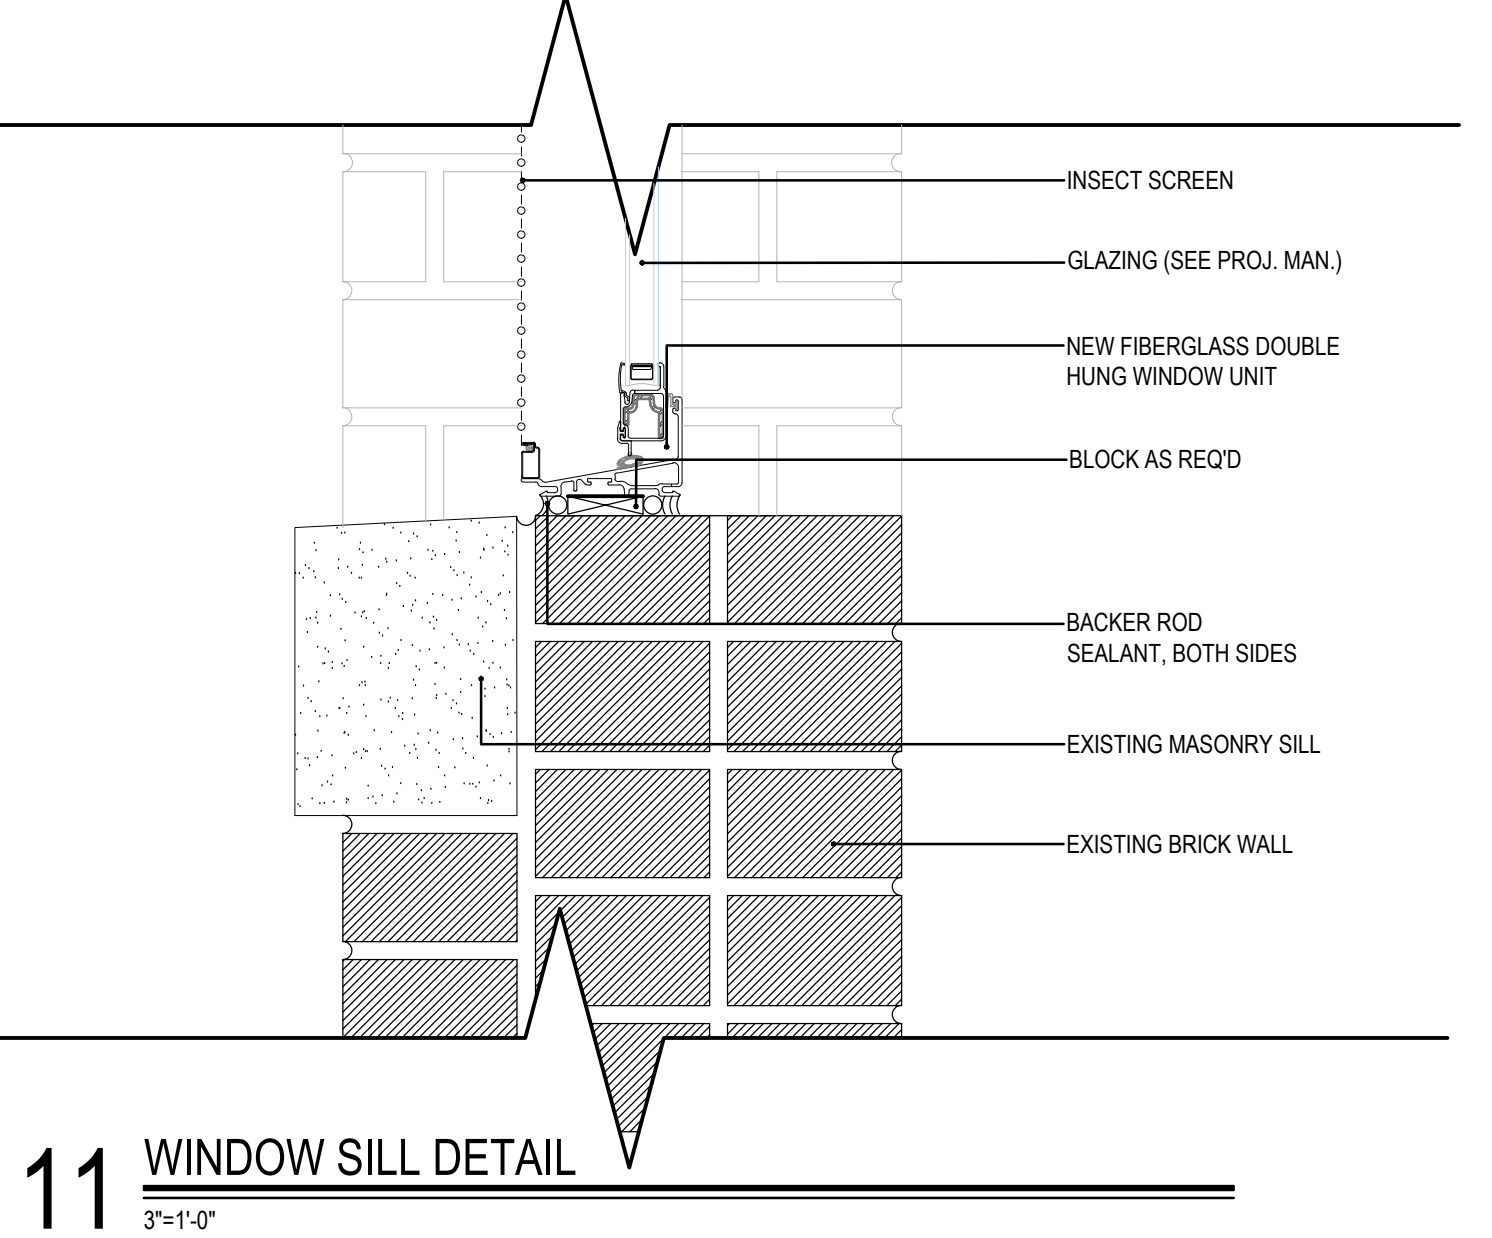 INSECT SCREEN
GLAZING (SEE PROJ. MAN.)
NEW FIBERGLASS DOUBLE
HUNG WINDOW UNIT
BLOCK AS REQ'D
BACKER ROD
SEALANT, BOTH SIDES
EXISTING MASONRY SILL
EXISTING BRICK WALL
11 WINDOW SILL DETAIL
3"=1'-0"